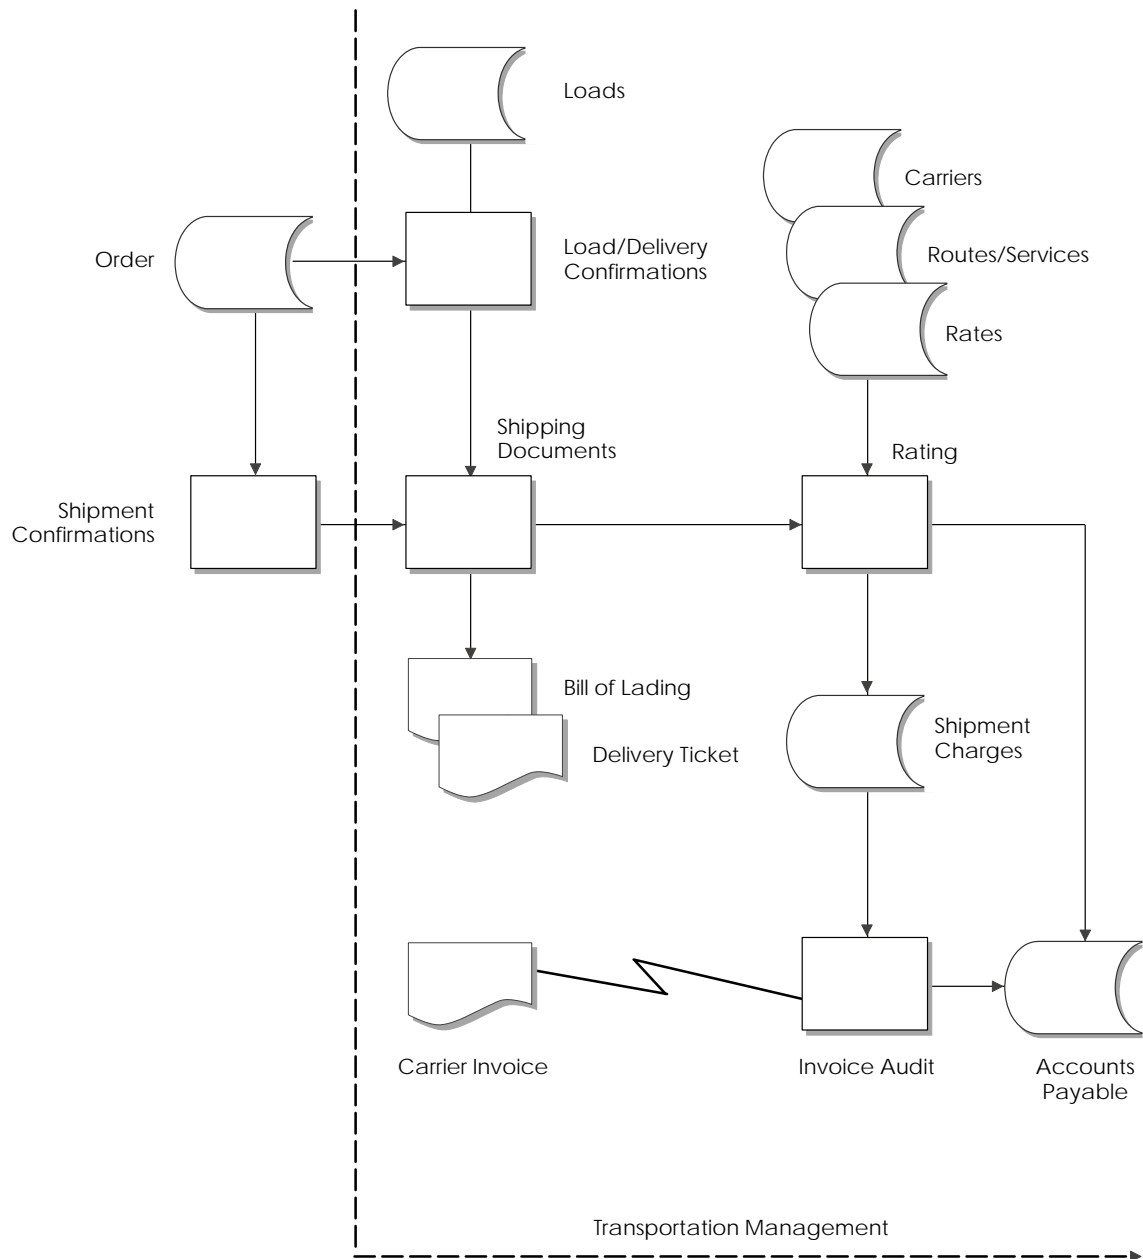 Loads
Carriers
Order
Load/Delivery
Confirmations
Routes/Services
Rates
Shipping
Documents
Rating
Shipment
Confirmations
Bill of Lading
Delivery Ticket
Shipment
Charges
Carrier Invoice
Invoice Audit
Accounts
Payable
Transportation Management